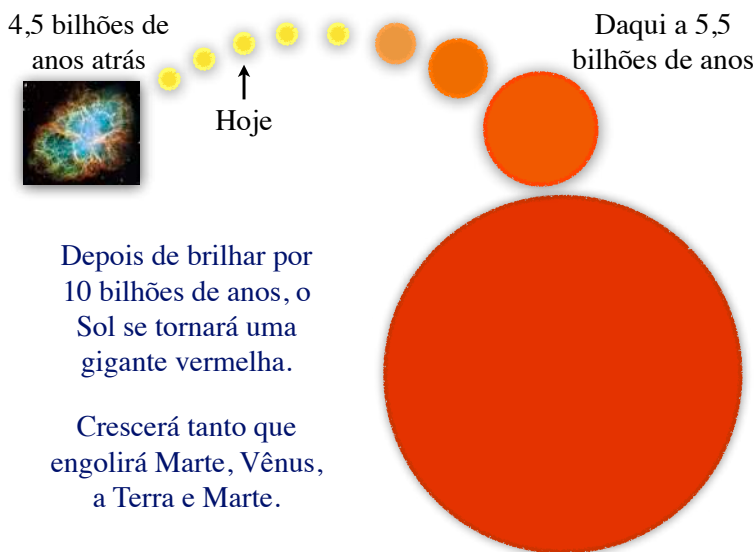 4,5 bilhões de
anos atrás
Hoje
Daqui a 5,5
bilhões de anos
Depois de brilhar por
10 bilhões de anos, o
Sol se tornará uma
gigante vermelha.
Crescerá tanto que
engolirá Marte, Vênus,
a Terra e Marte.